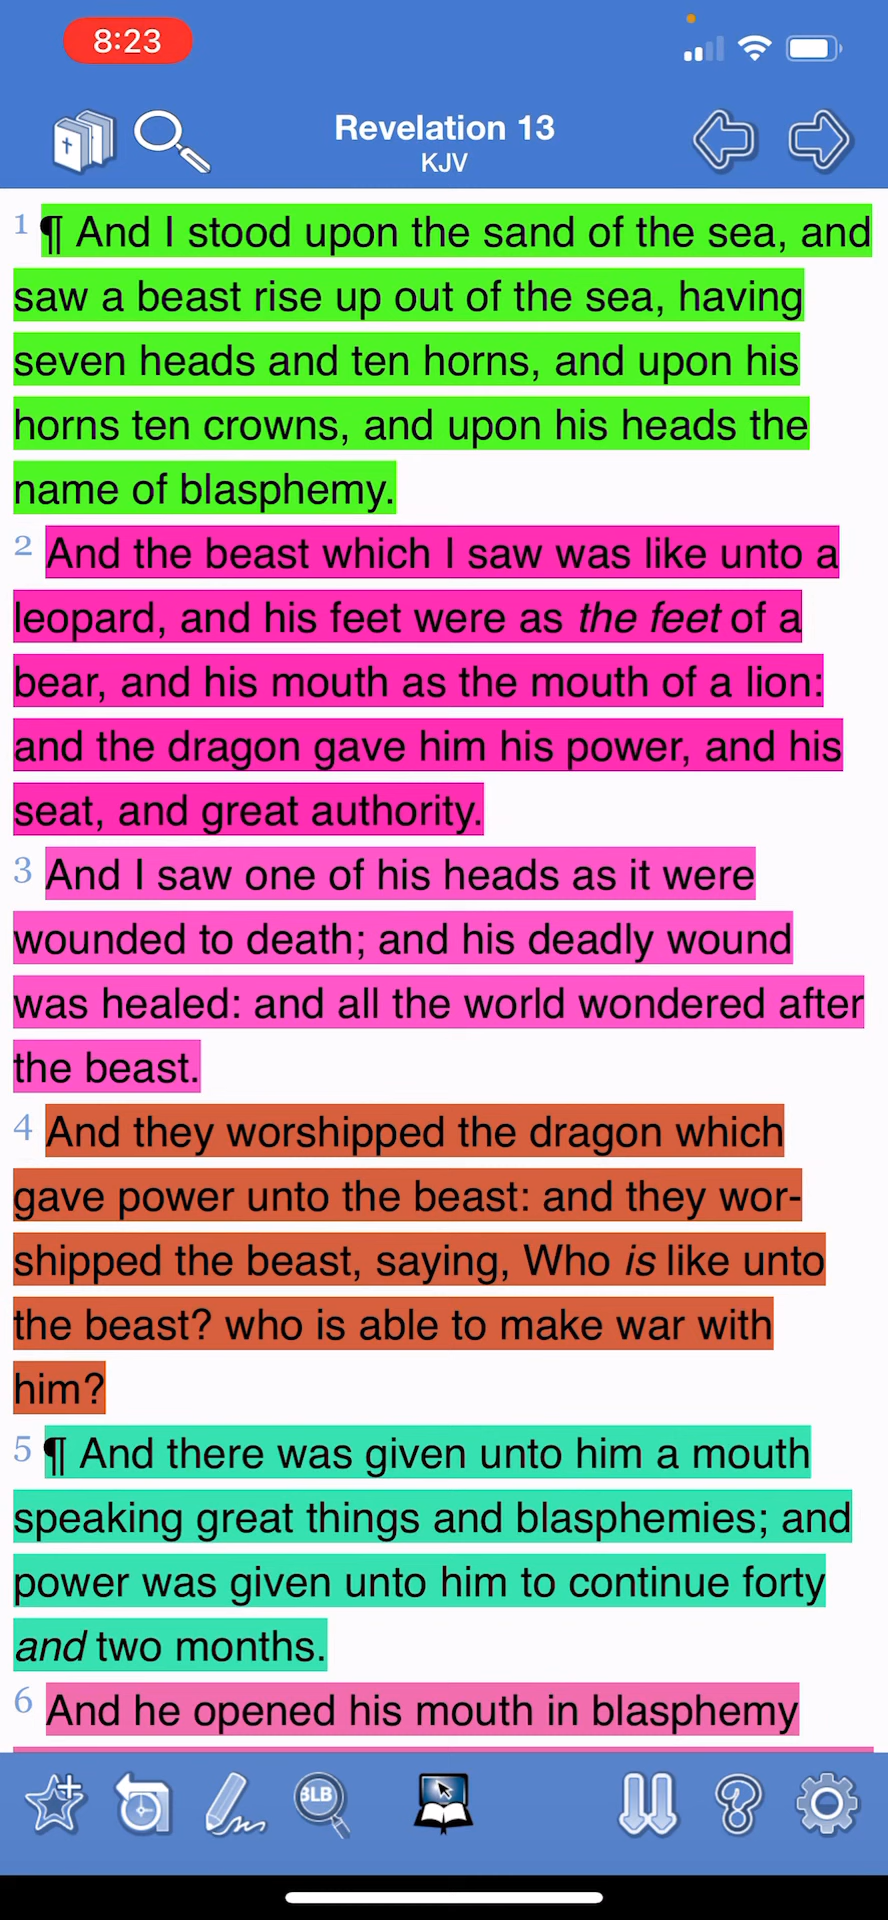 8:23
Revelation 13
KJV
1 ¶ And I stood upon the sand of the sea, and
saw a beast rise up out of the sea, having
seven heads and ten horns, and upon his
horns ten crowns, and upon his heads the
name of blasphemy.
2 And the beast which I saw was like unto a
leopard, and his feet were as the feet of a
bear, and his mouth as the mouth of a lion:
and the dragon gave him his power, and his
seat, and great authority.
3 And I saw one of his heads as it were
wounded to death; and his deadly wound
was healed: and all the world wondered after
the beast.
4 And they worshipped the dragon which
gave power unto the beast: and they wor-
shipped the beast, saying, Who is like unto
the beast? who is able to make war with
him?
5 ¶ And there was given unto him a mouth
speaking great things and blasphemies; and
power was given unto him to continue forty
and two months.
6 And he opened his mouth in blasphemy
BLB